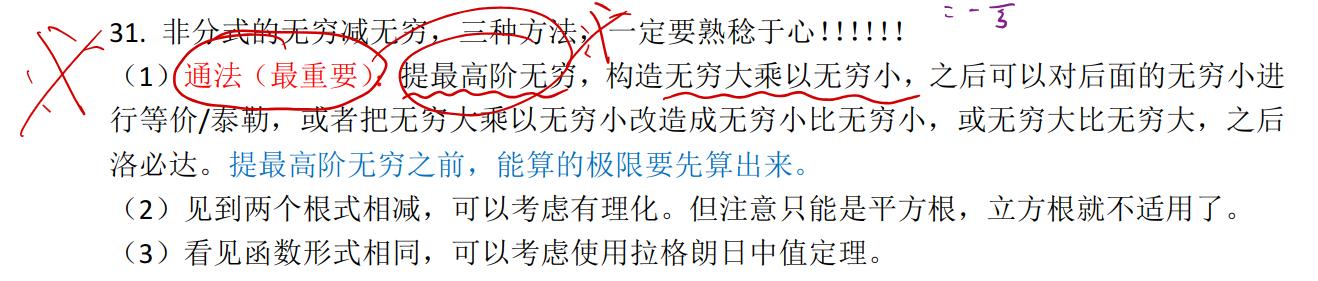 = -
31. 非分式的无穷减无穷，三种方法，一定要熟稔于心！！！！！！
（1）通法（最重要）：提最高阶无穷，构造无穷大乘以无穷小，之后可以对后面的无穷小进
行等价/泰勒，或者把无穷大乘以无穷小改造成无穷小比无穷小，或无穷大比无穷大，之后
洛必达。提最高阶无穷之前，能算的极限要先算出来。
（2）见到两个根式相减，可以考虑有理化。但注意只能是平方根，立方根就不适用了。
（3）看见函数形式相同，可以考虑使用拉格朗日中值定理。